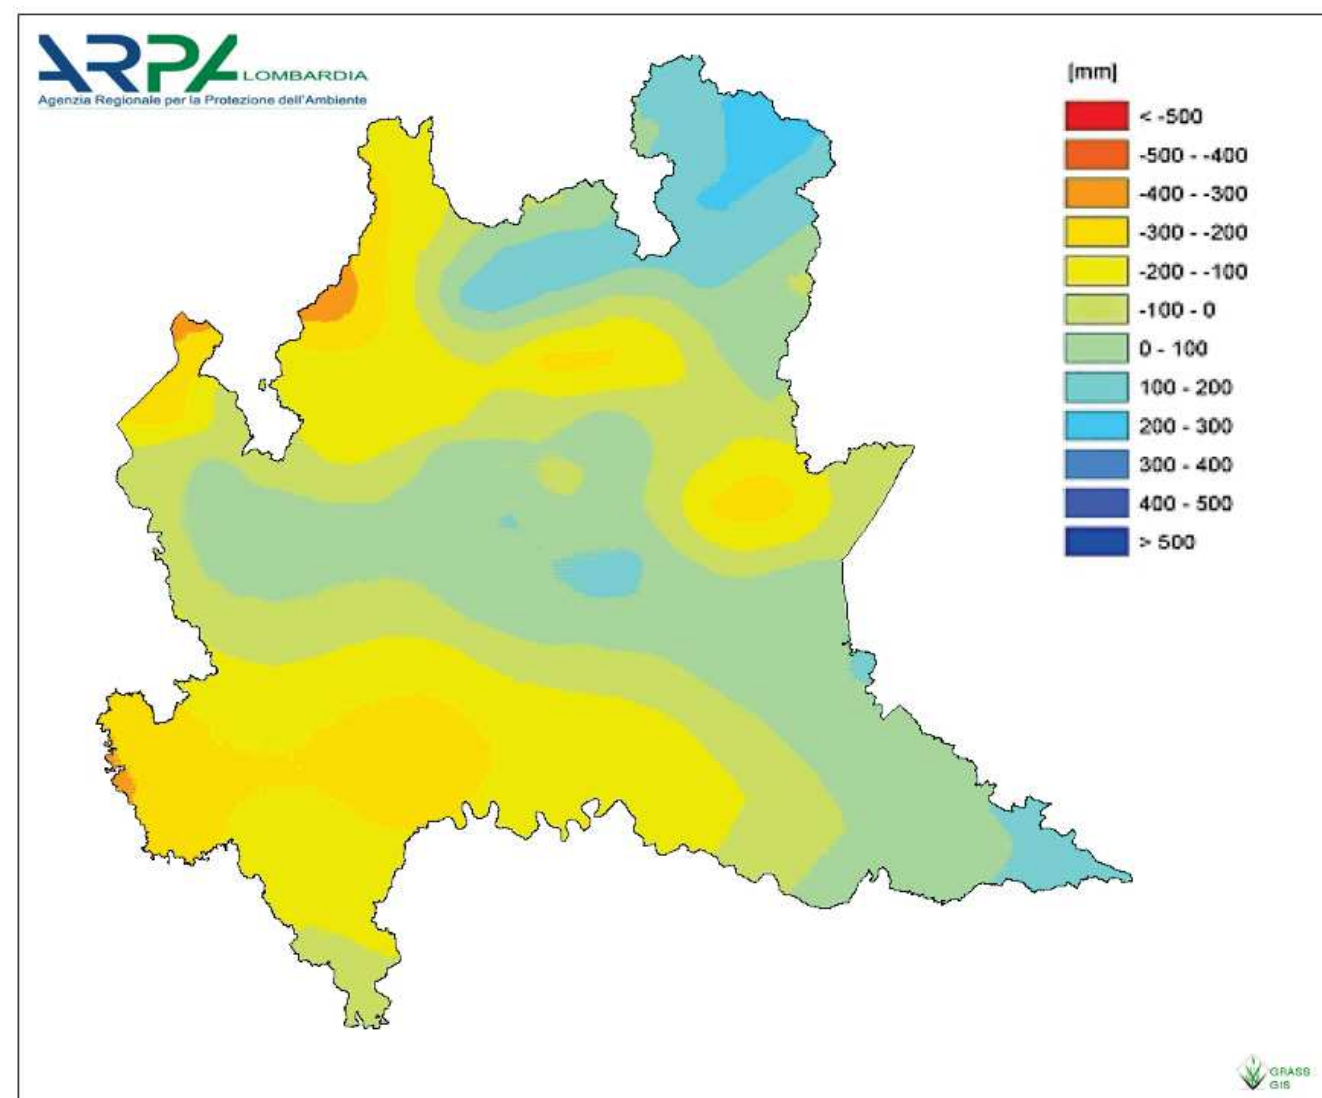 ARPA LOMBARDIA
Agenzia Regionale per la Protezione dell'Ambiente
[mm]
< -500
-500 - -400
-400 - -300
-300 - -200
-200 - -100
-100 - 0
0 - 100
100 - 200
200 - 300
300 - 400
400 - 500
> 500
GRASS
GIS